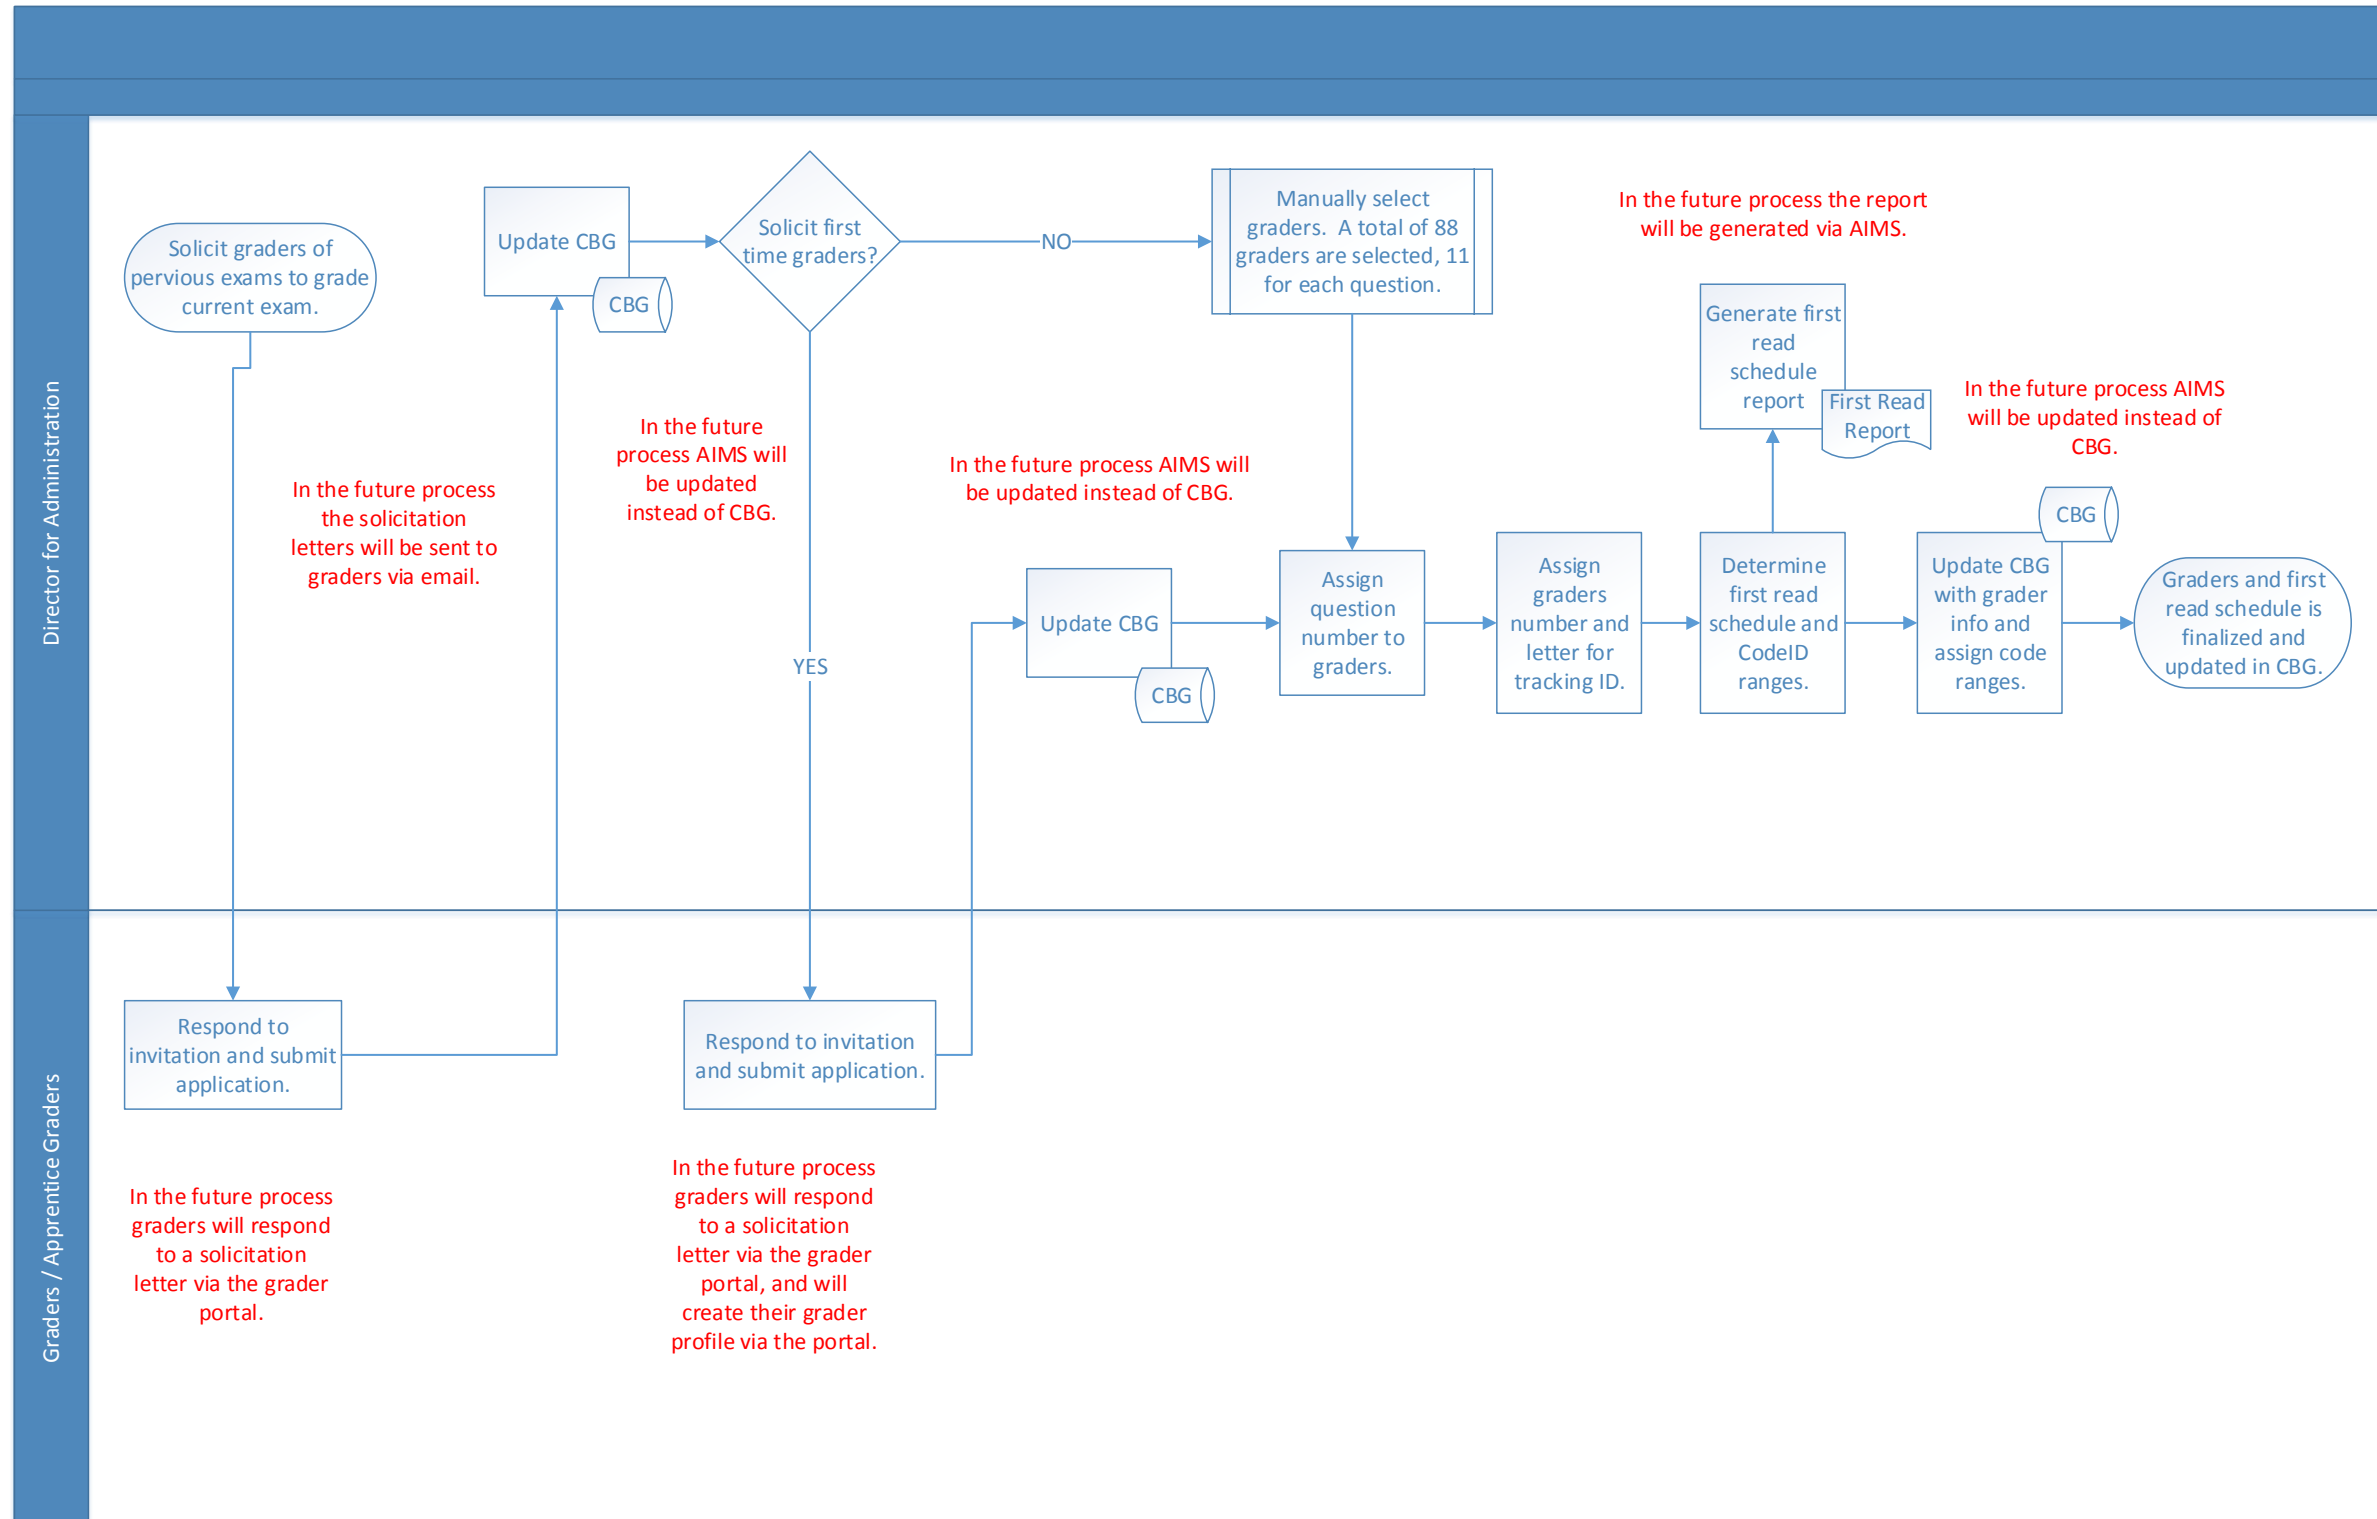 Director for Administration
Solicit graders of
pervious exams to grade
current exam.
In the future process
the solicitation
letters will be sent to
graders via email.
Update CBG
CBG
In the future
process AIMS will
be updated
instead of CBG.
Solicit first
time graders?
NO
YES
Manually select
graders. A total of 88
graders are selected, 11
for each question.
In the future process AIMS will
be updated instead of CBG.
Update CBG
CBG
Assign
question
number to
graders.
Assign
graders
number and
letter for
tracking ID.
In the future process the report
will be generated via AIMS.
Generate first
read
schedule
report
First Read
Report
Determine
first read
schedule and
CodeID
ranges.
In the future process AIMS
will be updated instead of
CBG.
CBG
Update CBG
with grader
info and
assign code
ranges.
Graders and first
read schedule is
finalized and
updated in CBG.
Graders / Apprentice Graders
Respond to
invitation and submit
application.
In the future process
graders will respond
to a solicitation
letter via the grader
portal.
Respond to invitation
and submit application.
In the future process
graders will respond
to a solicitation
letter via the grader
portal, and will
create their grader
profile via the portal.